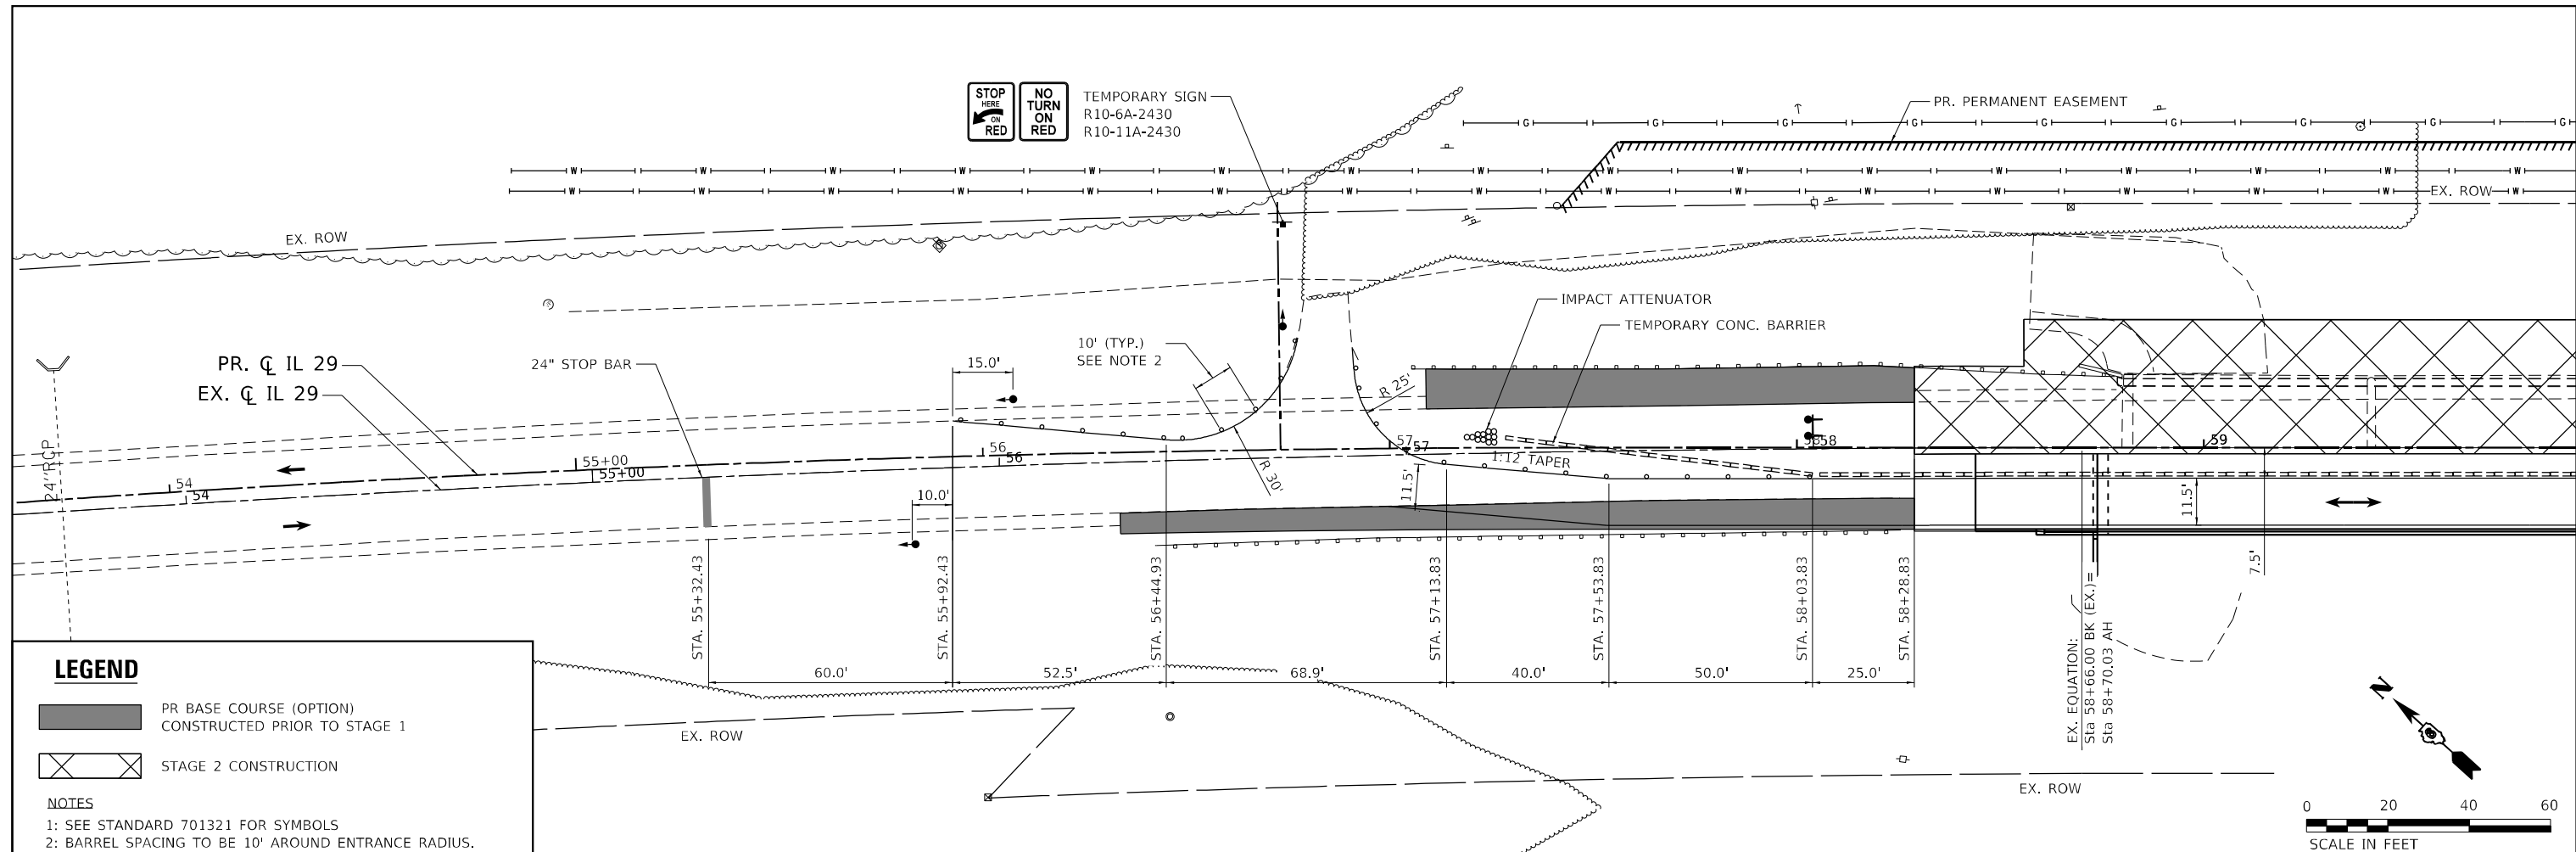 STOP
HERE
ON
RED
NO
TURN
ON
RED
TEMPORARY SIGN
R10-6A-2430
R10-11A-2430
PR. PERMANENT EASEMENT
G G G G G G G G G
W W W W W W W W W W W W W W W
W W W W W W W W W W W W W W W W
EX. ROW
EX. ROW
IMPACT ATTENUATOR
TEMPORARY CONC. BARRIER
10' (TYP.)
SEE NOTE 2
PR. ℄ IL 29
EX. ℄ IL 29
24" STOP BAR
15.0'
R 25'
R 30'
1:12 TAPER
24"RCP
54
54
55+00
55+00
56
56
57
57
58
58
59
10.0'
11.5'
11.5'
7.5'
STA. 55+32.43
STA. 55+92.43
STA. 56+44.93
STA. 57+13.83
STA. 57+53.83
STA. 58+03.83
STA. 58+28.83
EX. EQUATION:
Sta 58+66.00 BK (EX.)=
Sta 58+70.03 AH
60.0'
52.5'
68.9'
40.0'
50.0'
25.0'
EX. ROW
EX. ROW
N
0 20 40 60
SCALE IN FEET
LEGEND
PR BASE COURSE (OPTION)
CONSTRUCTED PRIOR TO STAGE 1
STAGE 2 CONSTRUCTION
NOTES
1: SEE STANDARD 701321 FOR SYMBOLS
2: BARREL SPACING TO BE 10' AROUND ENTRANCE RADIUS.